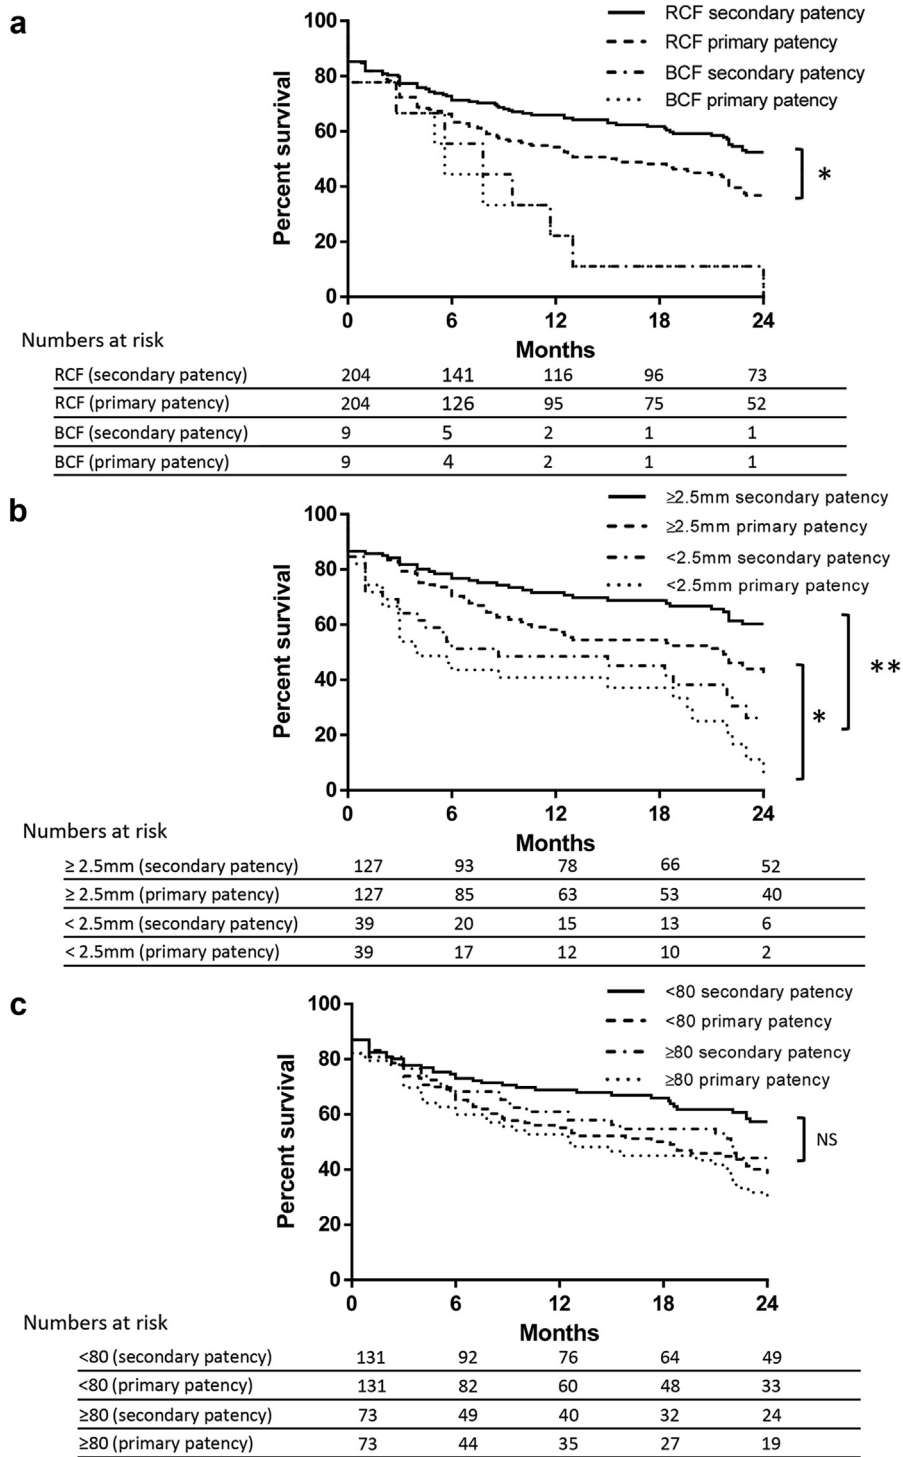 a
RCF secondary patency
RCF primary patency
BCF secondary patency
BCF primary patency
100
80
60
40
20
0
Percent survival
*
0 6 12 18 24
Months
Numbers at risk
RCF (secondary patency) 204 141 116 96 73
RCF (primary patency) 204 126 95 75 52
BCF (secondary patency) 9 5 2 1 1
BCF (primary patency) 9 4 2 1 1
b
≥2.5mm secondary patency
≥2.5mm primary patency
<2.5mm secondary patency
<2.5mm primary patency
100
80
60
40
20
0
Percent survival
**
*
0 6 12 18 24
Months
Numbers at risk
≥ 2.5mm (secondary patency) 127 93 78 66 52
≥ 2.5mm (primary patency) 127 85 63 53 40
< 2.5mm (secondary patency) 39 20 15 13 6
< 2.5mm (primary patency) 39 17 12 10 2
c
<80 secondary patency
<80 primary patency
≥80 secondary patency
≥80 primary patency
100
80
60
40
20
0
Percent survival
NS
0 6 12 18 24
Months
Numbers at risk
<80 (secondary patency) 131 92 76 64 49
<80 (primary patency) 131 82 60 48 33
≥80 (secondary patency) 73 49 40 32 24
≥80 (primary patency) 73 44 35 27 19